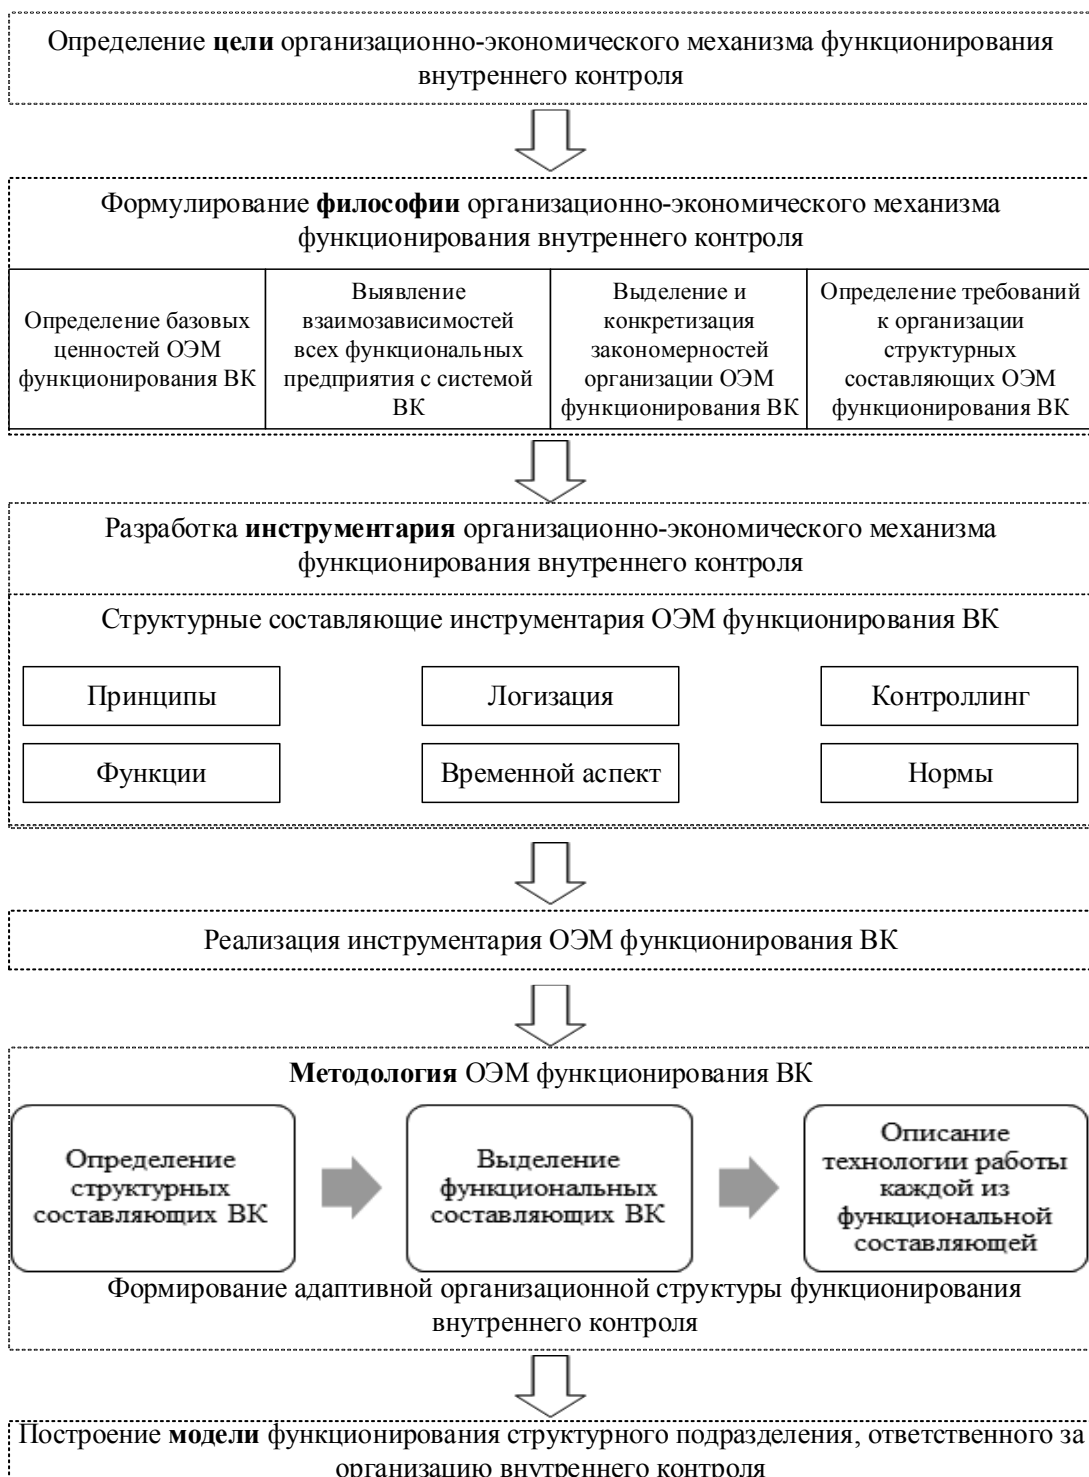 Определение цели организационно-экономического механизма функционирования
внутреннего контроля
Формулирование философии организационно-экономического механизма
функционирования внутреннего контроля
Определение базовых
ценностей ОЭМ
функционирования ВК
Выявление
взаимозависимостей
всех функциональных
предприятия с системой
ВК
Выделение и
конкретизация
закономерностей
организации ОЭМ
функционирования ВК
Определение требований
к организации
структурных
составляющих ОЭМ
функционирования ВК
Разработка инструментария организационно-экономического механизма
функционирования внутреннего контроля
Структурные составляющие инструментария ОЭМ функционирования ВК
Принципы
Логизация
Контроллинг
Функции
Временной аспект
Нормы
Реализация инструментария ОЭМ функционирования ВК
Методология ОЭМ функционирования ВК
Определение
структурных
составляющих ВК
Выделение
функциональных
составляющих ВК
Описание
технологии работы
каждой из
функциональной
составляющей
Формирование адаптивной организационной структуры функционирования
внутреннего контроля
Построение модели функционирования структурного подразделения, ответственного за
организацию внутреннего контроля